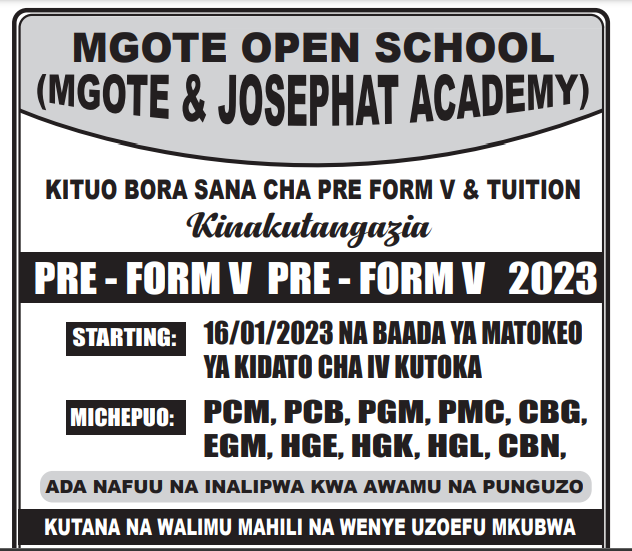 MGOTE OPEN SCHOOL
(MGOTE & JOSEPHAT ACADEMY)
KITUO BORA SANA CHA PRE FORM V & TUITION
Kinakutangazia
PRE - FORM V PRE - FORM V 2023
STARTING: 16/01/2023 NA BAADA YA MATOKEO
YA KIDATO CHA IV KUTOKA
MICHEPUO: PCM, PCB, PGM, PMC, CBG,
EGM, HGE, HGK, HGL, CBN,
ADA NAFUU NA INALIPWA KWA AWAMU NA PUNGUZO
KUTANA NA WALIMU MAHILI NA WENYE UZOEFU MKUBWA